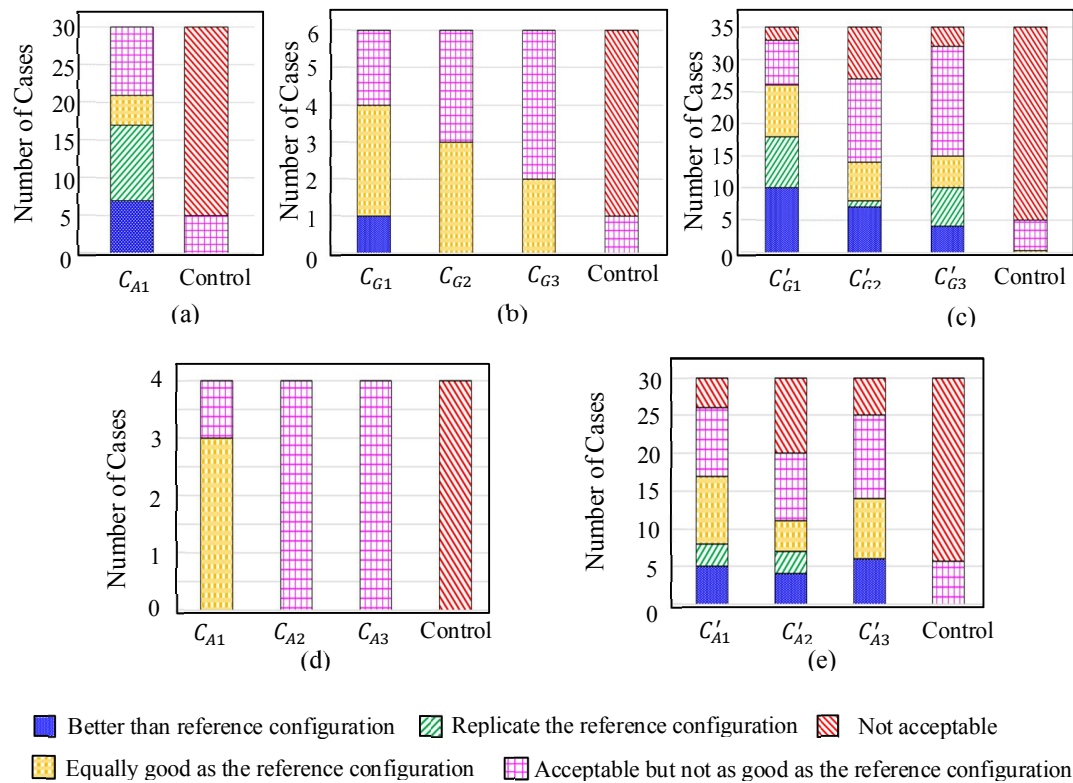 Number of Cases
30
25
20
15
10
5
0
C_A1 Control
(a)
Number of Cases
6
5
4
3
2
1
0
C_G1 C_G2 C_G3 Control
(b)
Number of Cases
35
30
25
20
15
10
5
0
C′_G1 C′_G2 C′_G3 Control
(c)
Number of Cases
4
3
2
1
0
C_A1 C_A2 C_A3 Control
(d)
Number of Cases
30
25
20
15
10
5
0
C′_A1 C′_A2 C′_A3 Control
(e)
Better than reference configuration Replicate the reference configuration Not acceptable
Equally good as the reference configuration Acceptable but not as good as the reference configuration